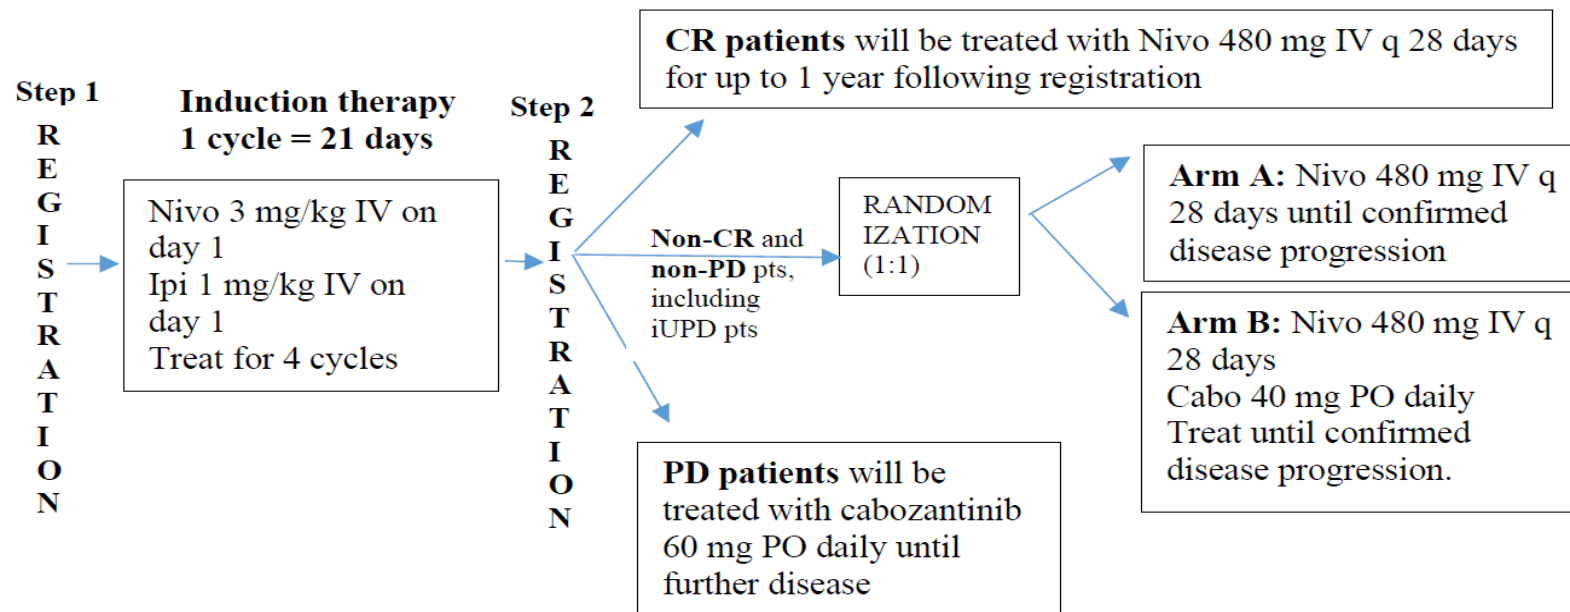 Step 1
REGISTRATION
Induction therapy
1 cycle = 21 days
Nivo 3 mg/kg IV on
day 1
Ipi 1 mg/kg IV on
day 1
Treat for 4 cycles
Step 2
REGISTRATION
CR patients will be treated with Nivo 480 mg IV q 28 days
for up to 1 year following registration
Non-CR and
non-PD pts,
including
iUPD pts
RANDOM
IZATION
(1:1)
Arm A: Nivo 480 mg IV q
28 days until confirmed
disease progression
Arm B: Nivo 480 mg IV q
28 days
Cabo 40 mg PO daily
Treat until confirmed
disease progression.
PD patients will be
treated with cabozantinib
60 mg PO daily until
further disease